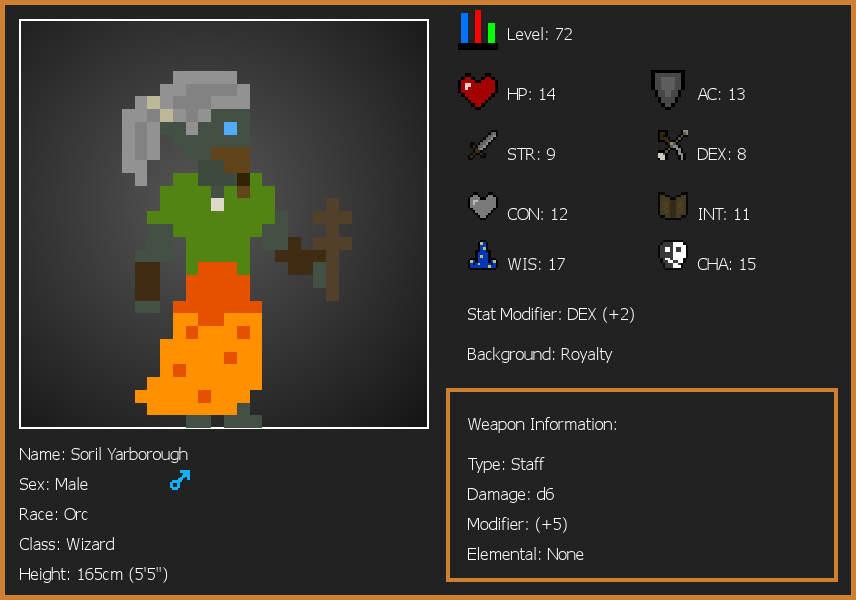 Level: 72
HP: 14
AC: 13
STR: 9
DEX: 8
CON: 12
INT: 11
WIS: 17
CHA: 15
Stat Modifier: DEX (+2)
Background: Royalty
Weapon Information:
Type: Staff
Damage: d6
Modifier: (+5)
Elemental: None
Name: Soril Yarborough
Sex: Male
Race: Orc
Class: Wizard
Height: 165cm (5'5")